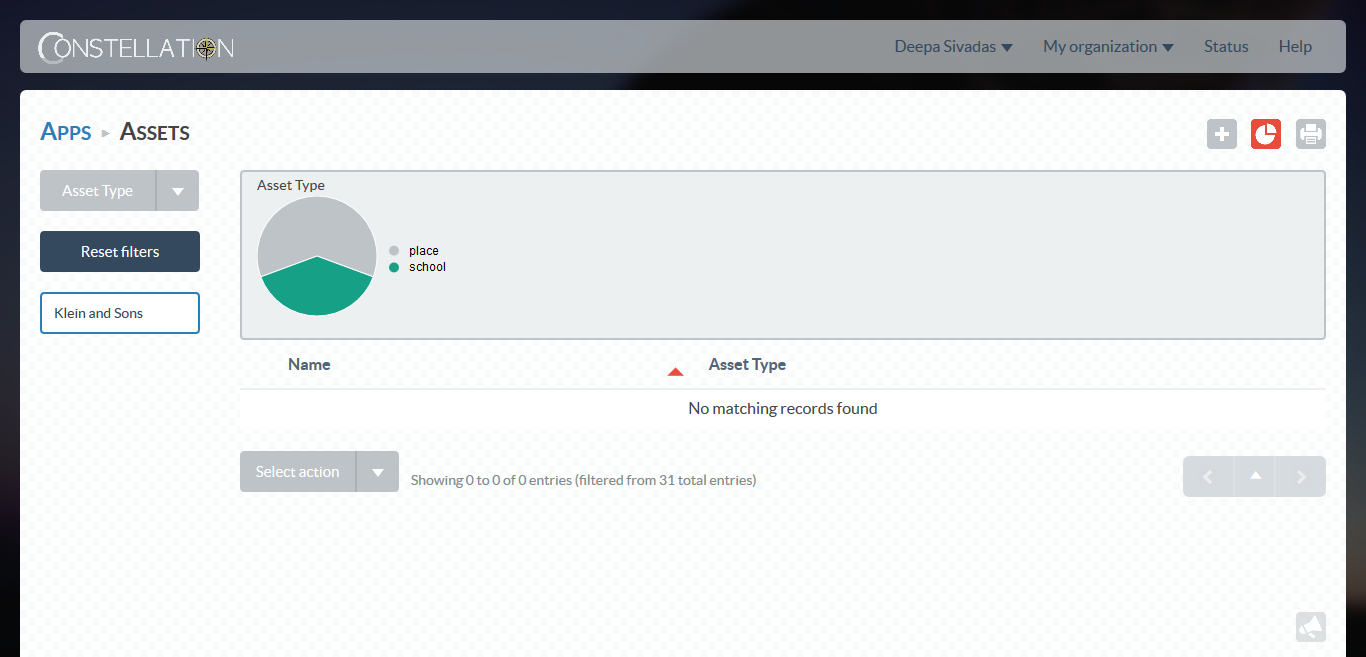 CONSTELLATION
Deepa Sivadas
My organization
Status
Help
APPS ASSETS
Asset Type
Reset filters
Klein and Sons
Asset Type
place
school
Name
Asset Type
No matching records found
Select action
Showing 0 to 0 of 0 entries (filtered from 31 total entries)